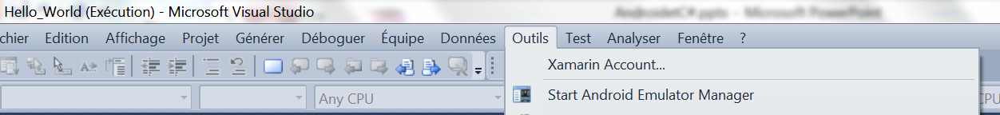 Hello_World (Exécution) - Microsoft Visual Studio
AndroidetC#.pptx - Microsoft PowerPoint
chier Edition Affichage Projet Générer Déboguer Équipe Données Outils Test Analyser Fenêtre ?
Xamarin Account...
Any CPU
Start Android Emulator Manager
CPU